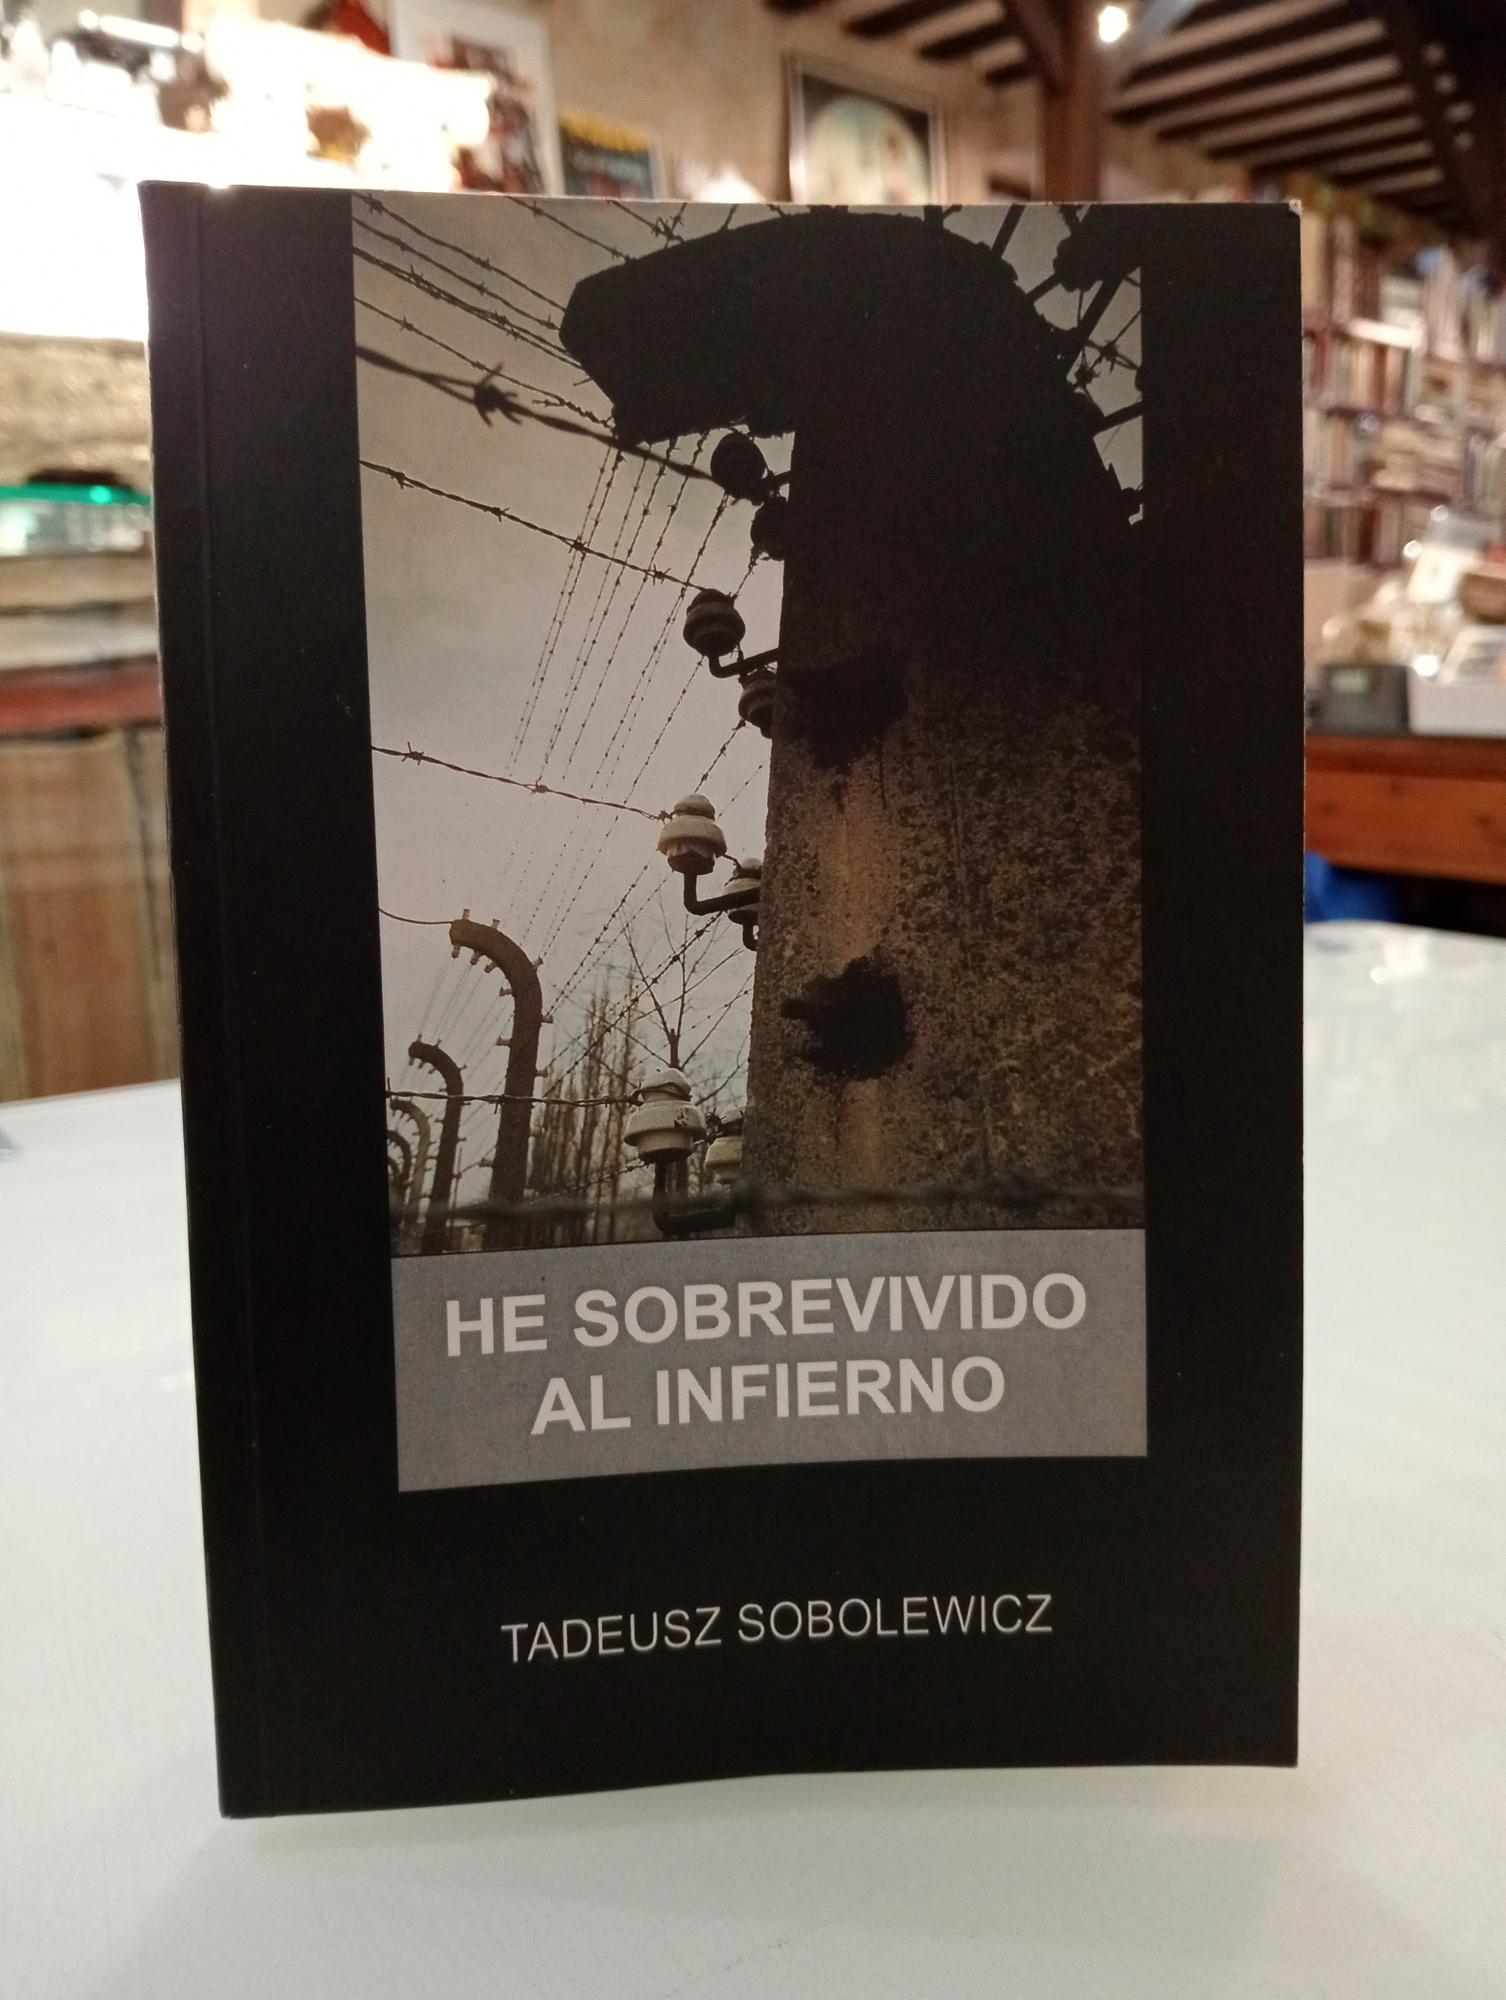 HE SOBREVIVIDO
AL INFIERNO
TADEUSZ SOBOLEWICZ